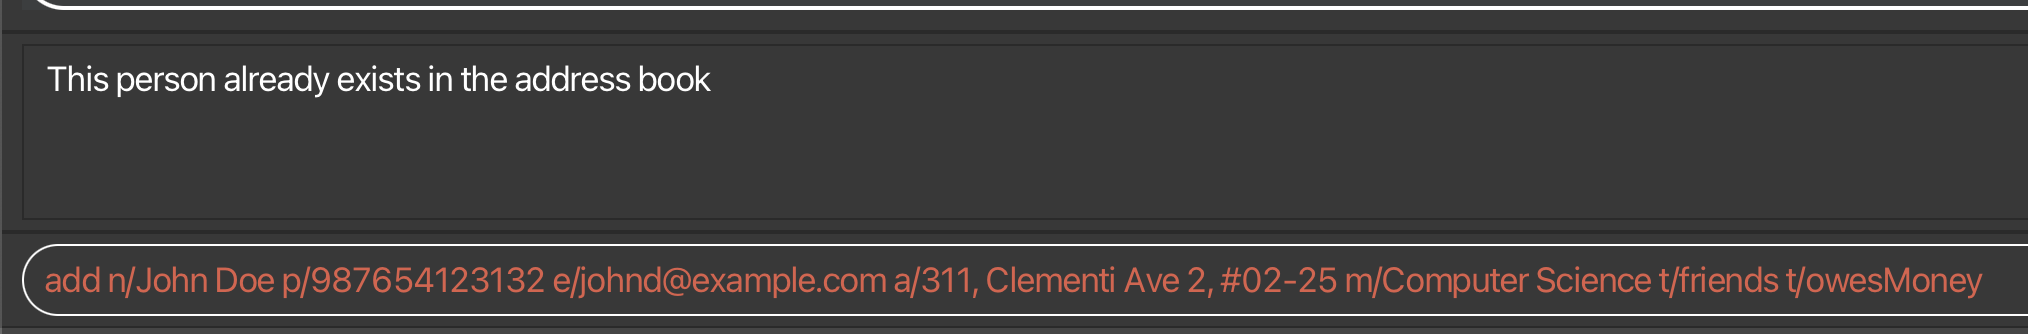 This person already exists in the address book
add n/John Doe p/987654123132 e/johnd@example.com a/311, Clementi Ave 2, #02-25 m/Computer Science t/friends t/owesMoney